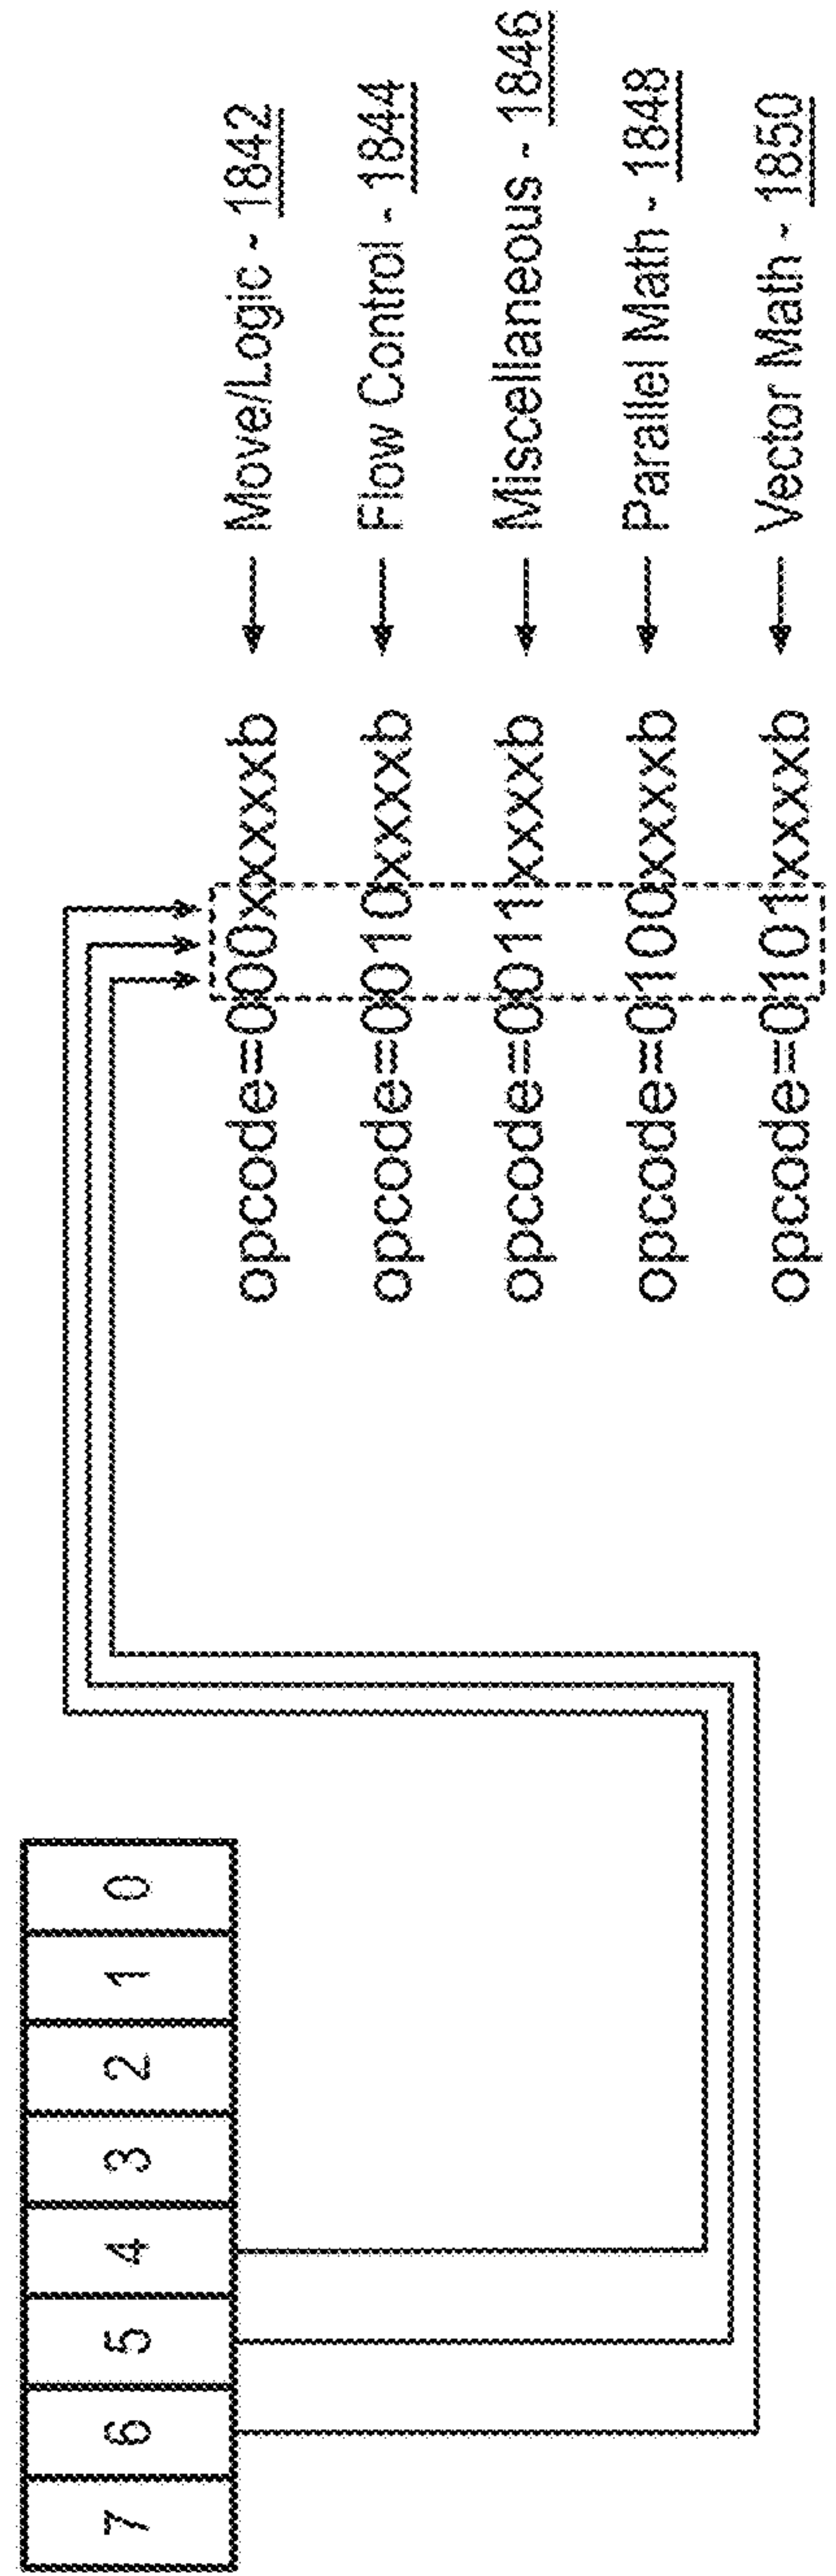 7 6 5 4 3 2 1 0
opcode=000xxxxxb ← Move/Logic - 1842
opcode=0010xxxxb ← Flow Control - 1844
opcode=0011xxxxb ← Miscellaneous - 1846
opcode=0100xxxxb ← Parallel Math - 1848
opcode=0101xxxxb ← Vector Math - 1850